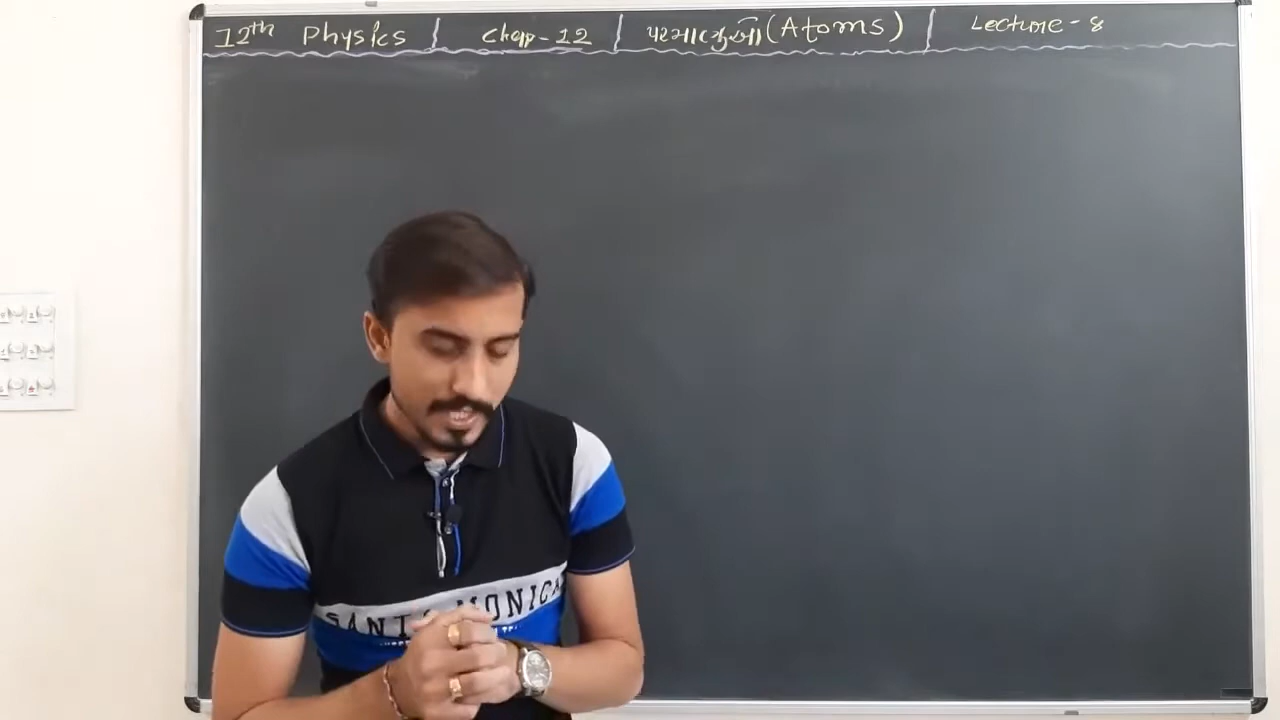 12th Physics | Chap-12 | પરમાણુઓ (Atoms) | Lecture-8
SANTA MONICA